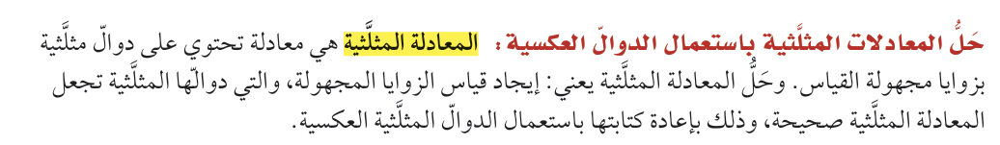 حَلُّ المعادلات المثلَّثية باستعمال الدوالّ العكسية : المعادلة المثلَّثية هي معادلة تحتوي على دوالّ مثلَّثية
بزوايا مجهولة القياس. وحَلُّ المعادلة المثلَّثية يعني: إيجاد قياس الزوايا المجهولة، والتي دوالّها المثلَّثية تجعل
المعادلة المثلَّثية صحيحة، وذلك بإعادة كتابتها باستعمال الدوالّ المثلَّثية العكسية.